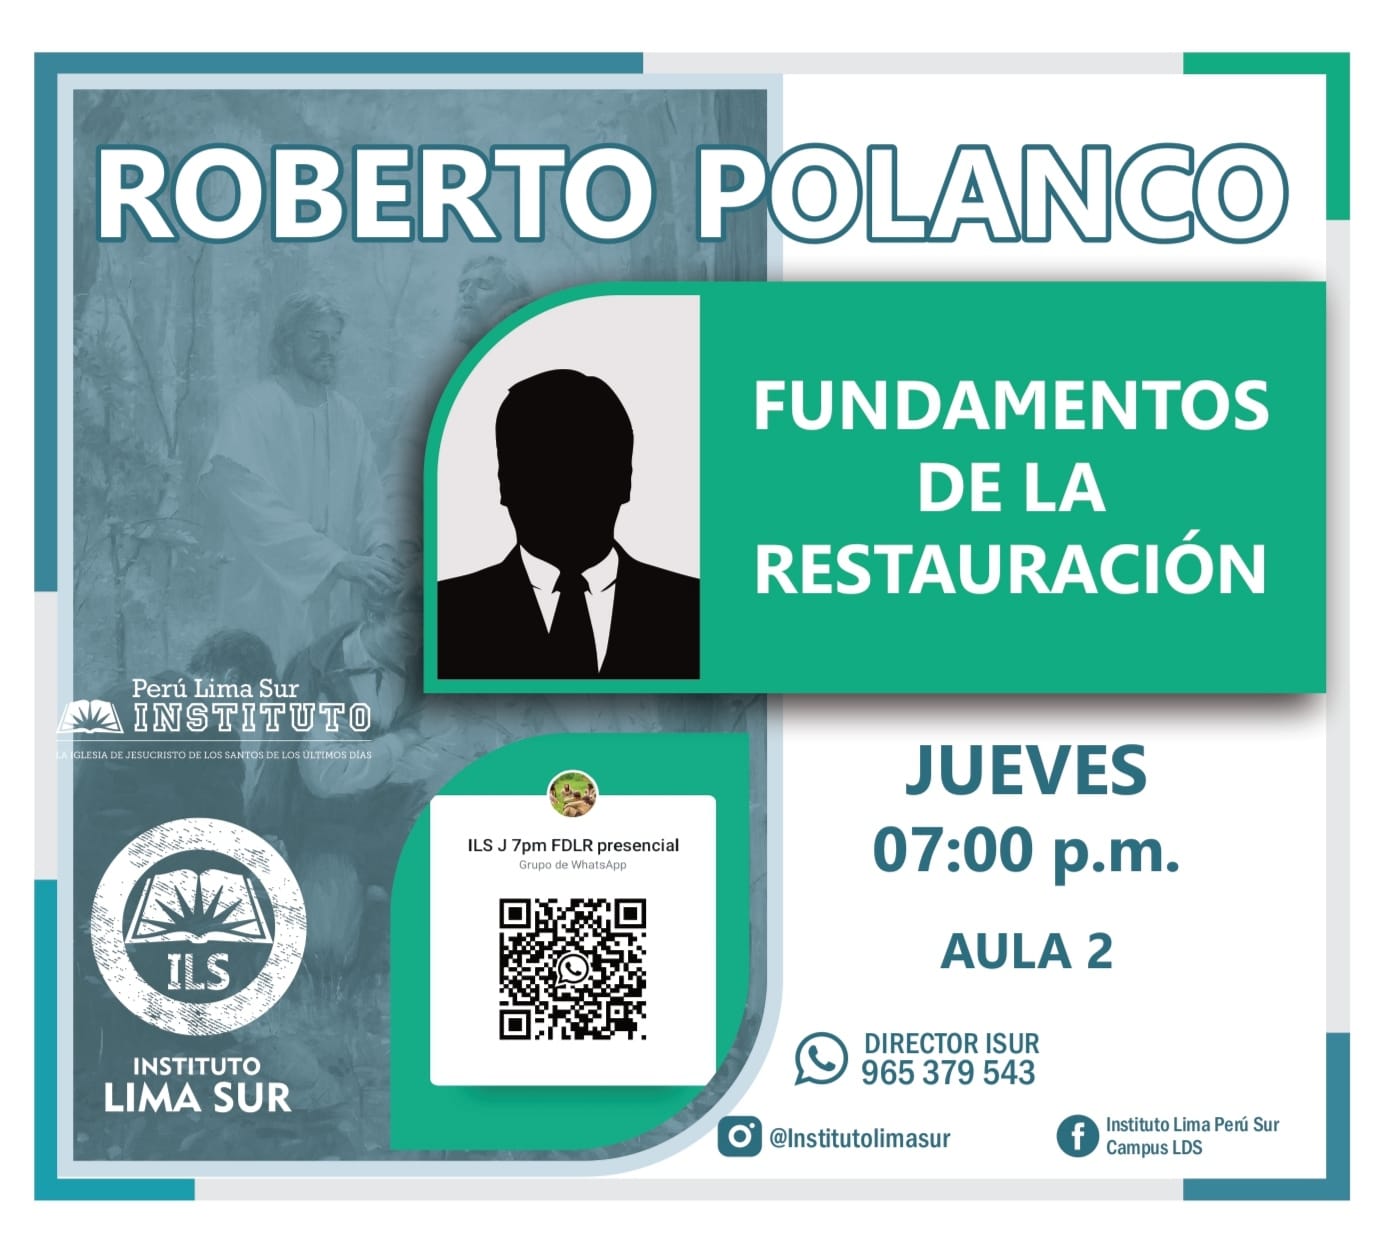 ROBERTO POLANCO
FUNDAMENTOS
DE LA
RESTAURACIÓN
Perú Lima Sur
INSTITUTO
LA IGLESIA DE JESUCRISTO DE LOS SANTOS DE LOS ÚLTIMOS DÍAS
ILS
INSTITUTO
LIMA SUR
ILS J 7pm FDLR presencial
Grupo de WhatsApp
JUEVES
07:00 p.m.
AULA 2
DIRECTOR ISUR
965 379 543
@Institutolimasur
Instituto Lima Perú Sur
Campus LDS